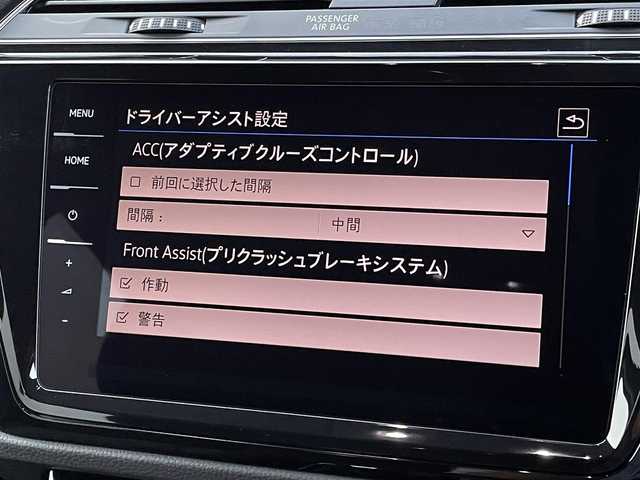 PASSENGER
AIR BAG
MENU
HOME
ドライバーアシスト設定
ACC(アダプティブクルーズコントロール)
前回に選択した間隔
間隔：
中間
Front Assist(プリクラッシュブレーキシステム)
作動
警告
+
-